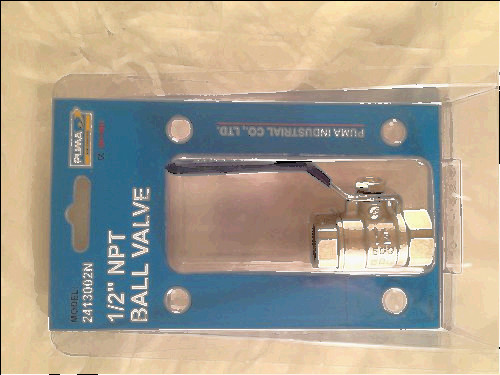 PUMA
MODEL
2413002N
1/2" NPT
BALL VALVE
PUMA INDUSTRIAL CO., LTD.